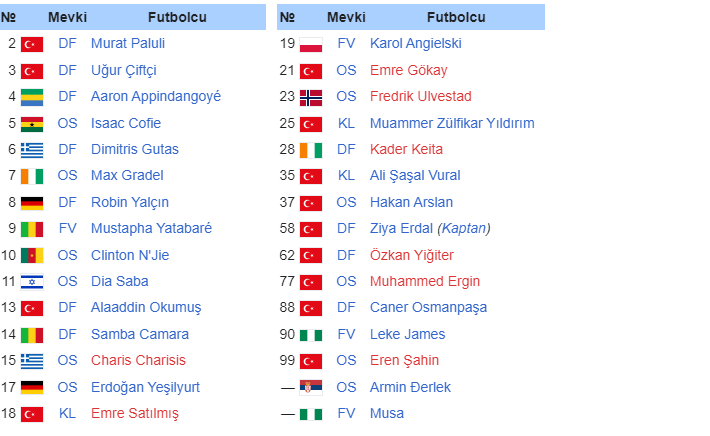 № Mevki Futbolcu
2 DF Murat Paluli
3 DF Uğur Çiftçi
4 DF Aaron Appindangoyé
5 OS Isaac Cofie
6 DF Dimitris Gutas
7 OS Max Gradel
8 DF Robin Yalçın
9 FV Mustapha Yatabaré
10 OS Clinton N'Jie
11 OS Dia Saba
13 DF Alaaddin Okumuş
14 DF Samba Camara
15 OS Charis Charisis
17 OS Erdoğan Yeşilyurt
18 KL Emre Satılmış
№ Mevki Futbolcu
19 FV Karol Angielski
21 OS Emre Gökay
23 OS Fredrik Ulvestad
25 KL Muammer Zülfikar Yıldırım
28 DF Kader Keita
35 KL Ali Şaşal Vural
37 OS Hakan Arslan
58 DF Ziya Erdal (Kaptan)
62 DF Özkan Yiğiter
77 OS Muhammed Ergin
88 DF Caner Osmanpaşa
90 FV Leke James
99 OS Eren Şahin
— OS Armin Đerlek
— FV Musa